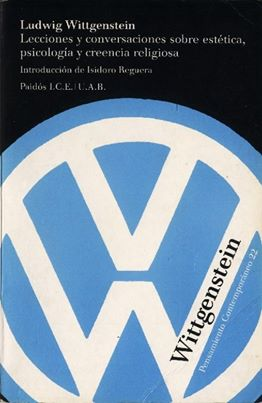 Ludwig Wittgenstein
Lecciones y conversaciones sobre estética,
psicología y creencia religiosa
Introducción de Isidoro Reguera
Paidós I.C.E./U.A.B.
Wittgenstein
Pensamiento Contemporáneo 22